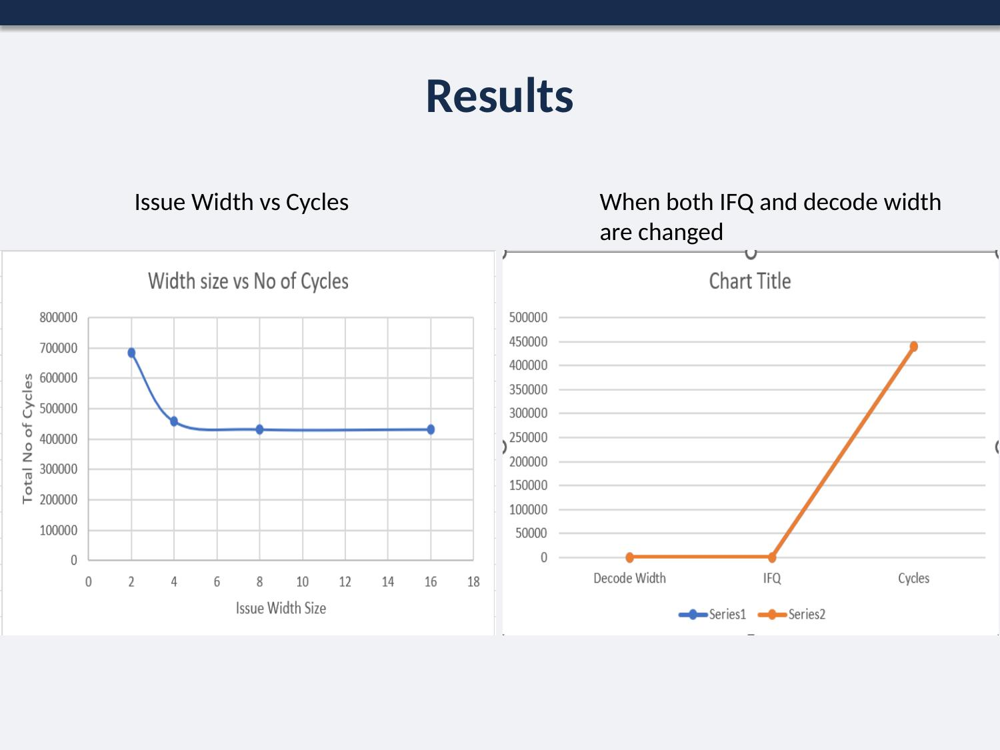 Results
Issue Width vs Cycles
When both IFQ and decode width
are changed
Width size vs No of Cycles
800000
700000
600000
500000
400000
300000
200000
100000
0
Total No of Cycles
0 2 4 6 8 10 12 14 16 18
Issue Width Size
Chart Title
500000
450000
400000
350000
300000
250000
200000
150000
100000
50000
0
Decode Width IFQ Cycles
Series1 Series2